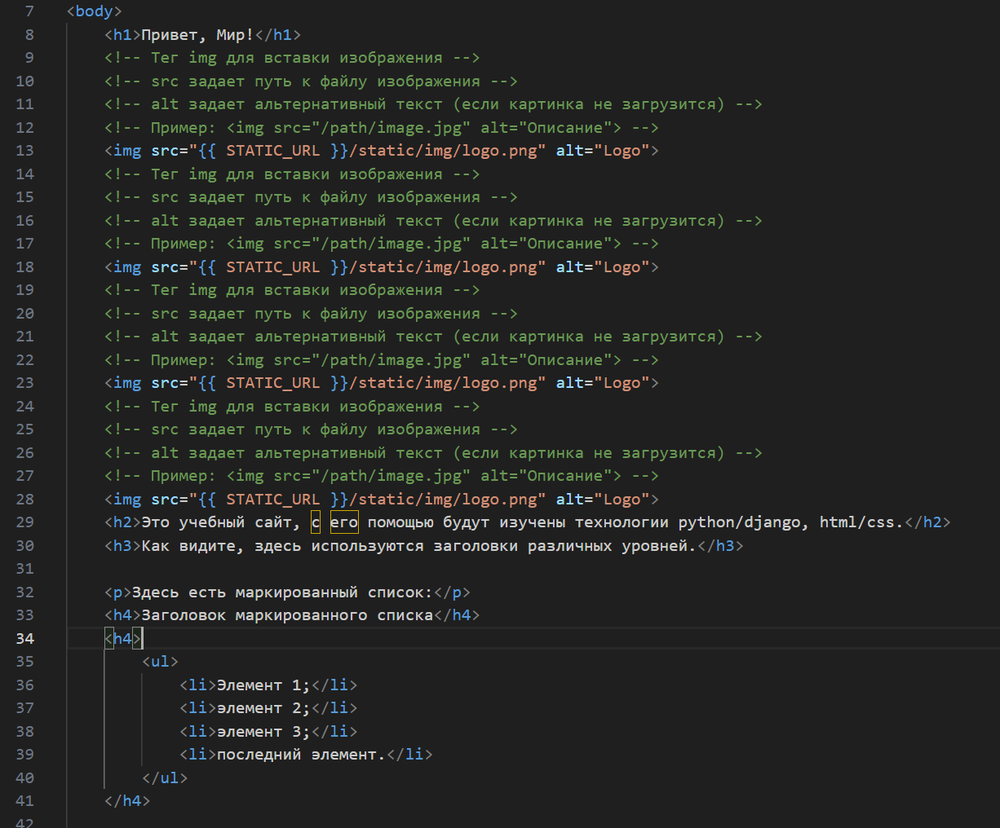 7 <body>
8 <h1>Привет, Мир!</h1>
9 <!-- Тег img для вставки изображения -->
10 <!-- src задает путь к файлу изображения -->
11 <!-- alt задает альтернативный текст (если картинка не загрузится) -->
12 <!-- Пример: <img src="/path/image.jpg" alt="Описание"> -->
13 <img src="{{ STATIC_URL }}/static/img/logo.png" alt="Logo">
14 <!-- Тег img для вставки изображения -->
15 <!-- src задает путь к файлу изображения -->
16 <!-- alt задает альтернативный текст (если картинка не загрузится) -->
17 <!-- Пример: <img src="/path/image.jpg" alt="Описание"> -->
18 <img src="{{ STATIC_URL }}/static/img/logo.png" alt="Logo">
19 <!-- Тег img для вставки изображения -->
20 <!-- src задает путь к файлу изображения -->
21 <!-- alt задает альтернативный текст (если картинка не загрузится) -->
22 <!-- Пример: <img src="/path/image.jpg" alt="Описание"> -->
23 <img src="{{ STATIC_URL }}/static/img/logo.png" alt="Logo">
24 <!-- Тег img для вставки изображения -->
25 <!-- src задает путь к файлу изображения -->
26 <!-- alt задает альтернативный текст (если картинка не загрузится) -->
27 <!-- Пример: <img src="/path/image.jpg" alt="Описание"> -->
28 <img src="{{ STATIC_URL }}/static/img/logo.png" alt="Logo">
29 <h2>Это учебный сайт, с его помощью будут изучены технологии python/django, html/css.</h2>
30 <h3>Как видите, здесь используются заголовки различных уровней.</h3>
31
32 <p>Здесь есть маркированный список:</p>
33 <h4>Заголовок маркированного списка</h4>
34 <h4>
35 <ul>
36 <li>Элемент 1;</li>
37 <li>элемент 2;</li>
38 <li>элемент 3;</li>
39 <li>последний элемент.</li>
40 </ul>
41 </h4>
42